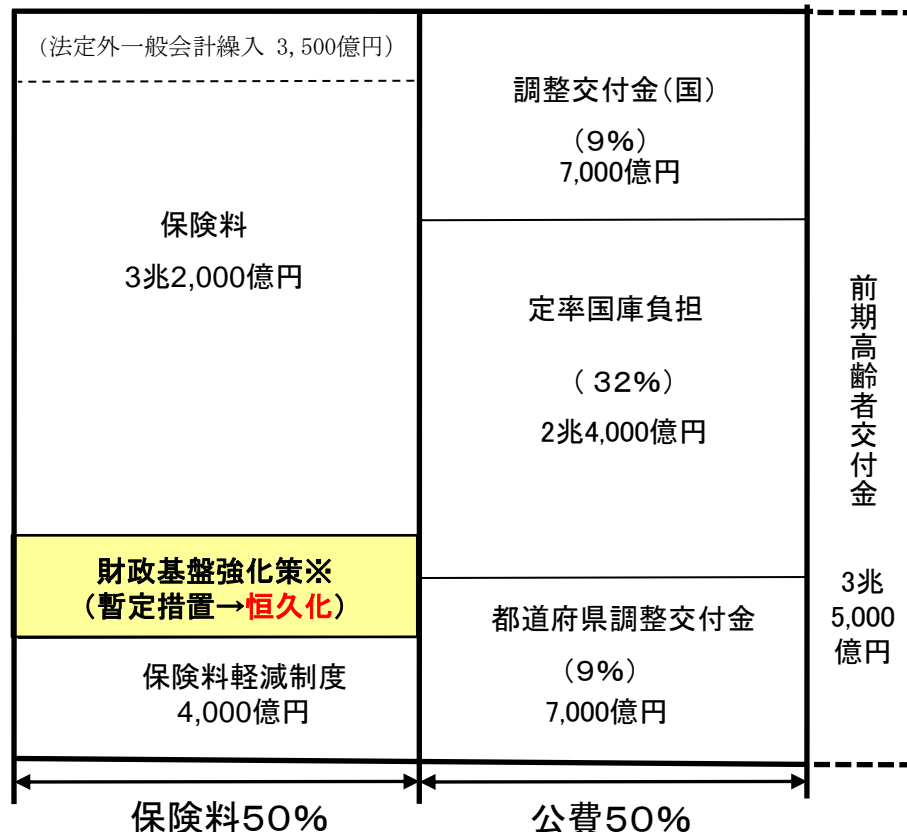 (法定外一般会計繰入 3,500億円)
保険料
3兆2,000億円
財政基盤強化策※
(暫定措置→恒久化)
保険料軽減制度
4,000億円
調整交付金(国)
(9%)
7,000億円
定率国庫負担
( 32%)
2兆4,000億円
都道府県調整交付金
(9%)
7,000億円
前期高齢者交付金
3兆
5,000
億円
保険料50%
公費50%